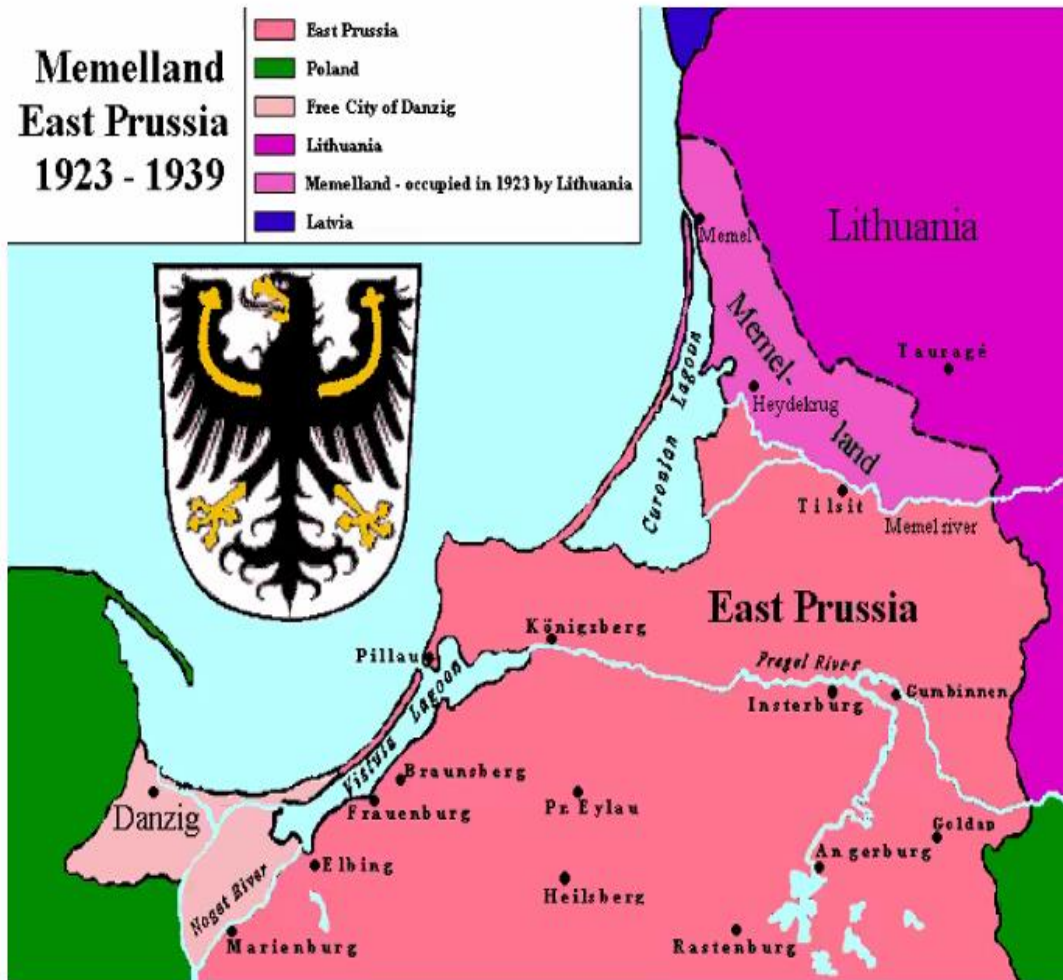 Memelland
East Prussia
1923 - 1939
East Prussia
Poland
Free City of Danzig
Lithuania
Memelland - occupied in 1923 by Lithuania
Latvia
Memel
Lithuania
Memel-
land
Tauragé
Heydekrug
Curonian Lagoon
Tilsit
Memel river
East Prussia
Königzberg
Pillau
Pregel River
Insterburg
Gumbinnen
Vistula Lagoon
Braunsberg
Frauenburg
Pr. Eylau
Danzig
Goldap
Angerburg
Elbing
Heilsberg
Nogat River
Marienburg
Rastenburg